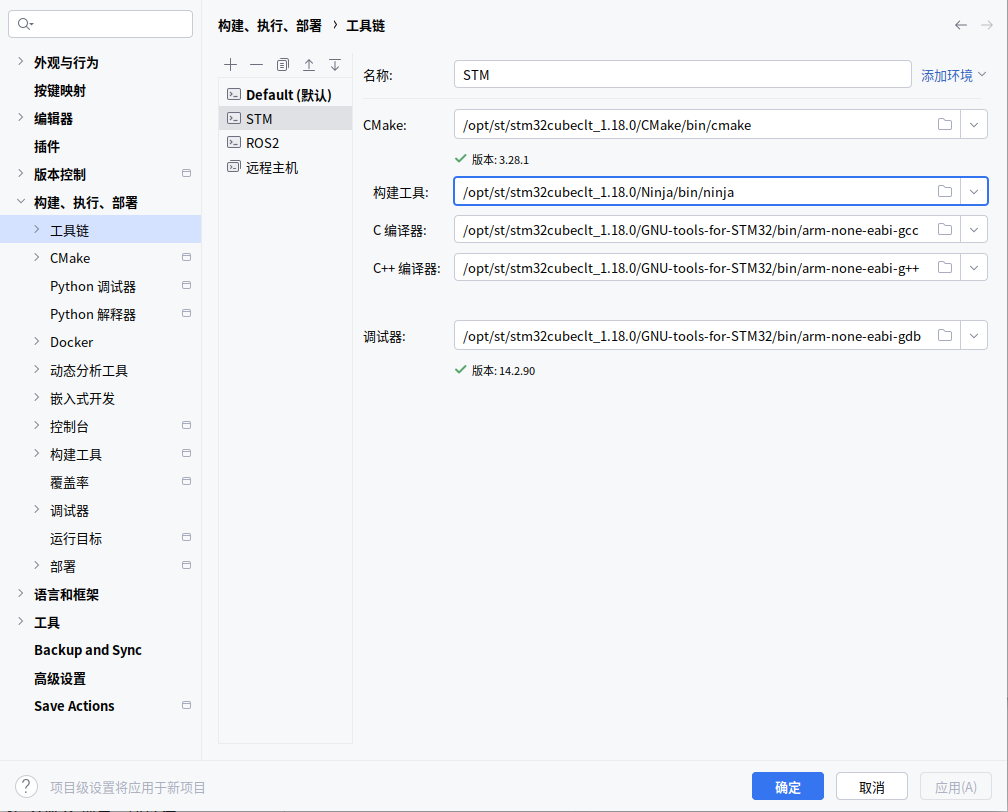 构建、执行、部署 › 工具链
外观与行为
按键映射
编辑器
插件
版本控制
构建、执行、部署
工具链
CMake
Python 调试器
Python 解释器
Docker
动态分析工具
嵌入式开发
控制台
构建工具
覆盖率
调试器
运行目标
部署
语言和框架
工具
Backup and Sync
高级设置
Save Actions
Default (默认)
STM
ROS2
远程主机
名称: STM 添加环境
CMake: /opt/st/stm32cubeclt_1.18.0/CMake/bin/cmake
版本: 3.28.1
构建工具: /opt/st/stm32cubeclt_1.18.0/Ninja/bin/ninja
C 编译器: /opt/st/stm32cubeclt_1.18.0/GNU-tools-for-STM32/bin/arm-none-eabi-gcc
C++ 编译器: /opt/st/stm32cubeclt_1.18.0/GNU-tools-for-STM32/bin/arm-none-eabi-g++
调试器: /opt/st/stm32cubeclt_1.18.0/GNU-tools-for-STM32/bin/arm-none-eabi-gdb
版本: 14.2.90
? 项目级设置将应用于新项目
确定 取消 应用(A)